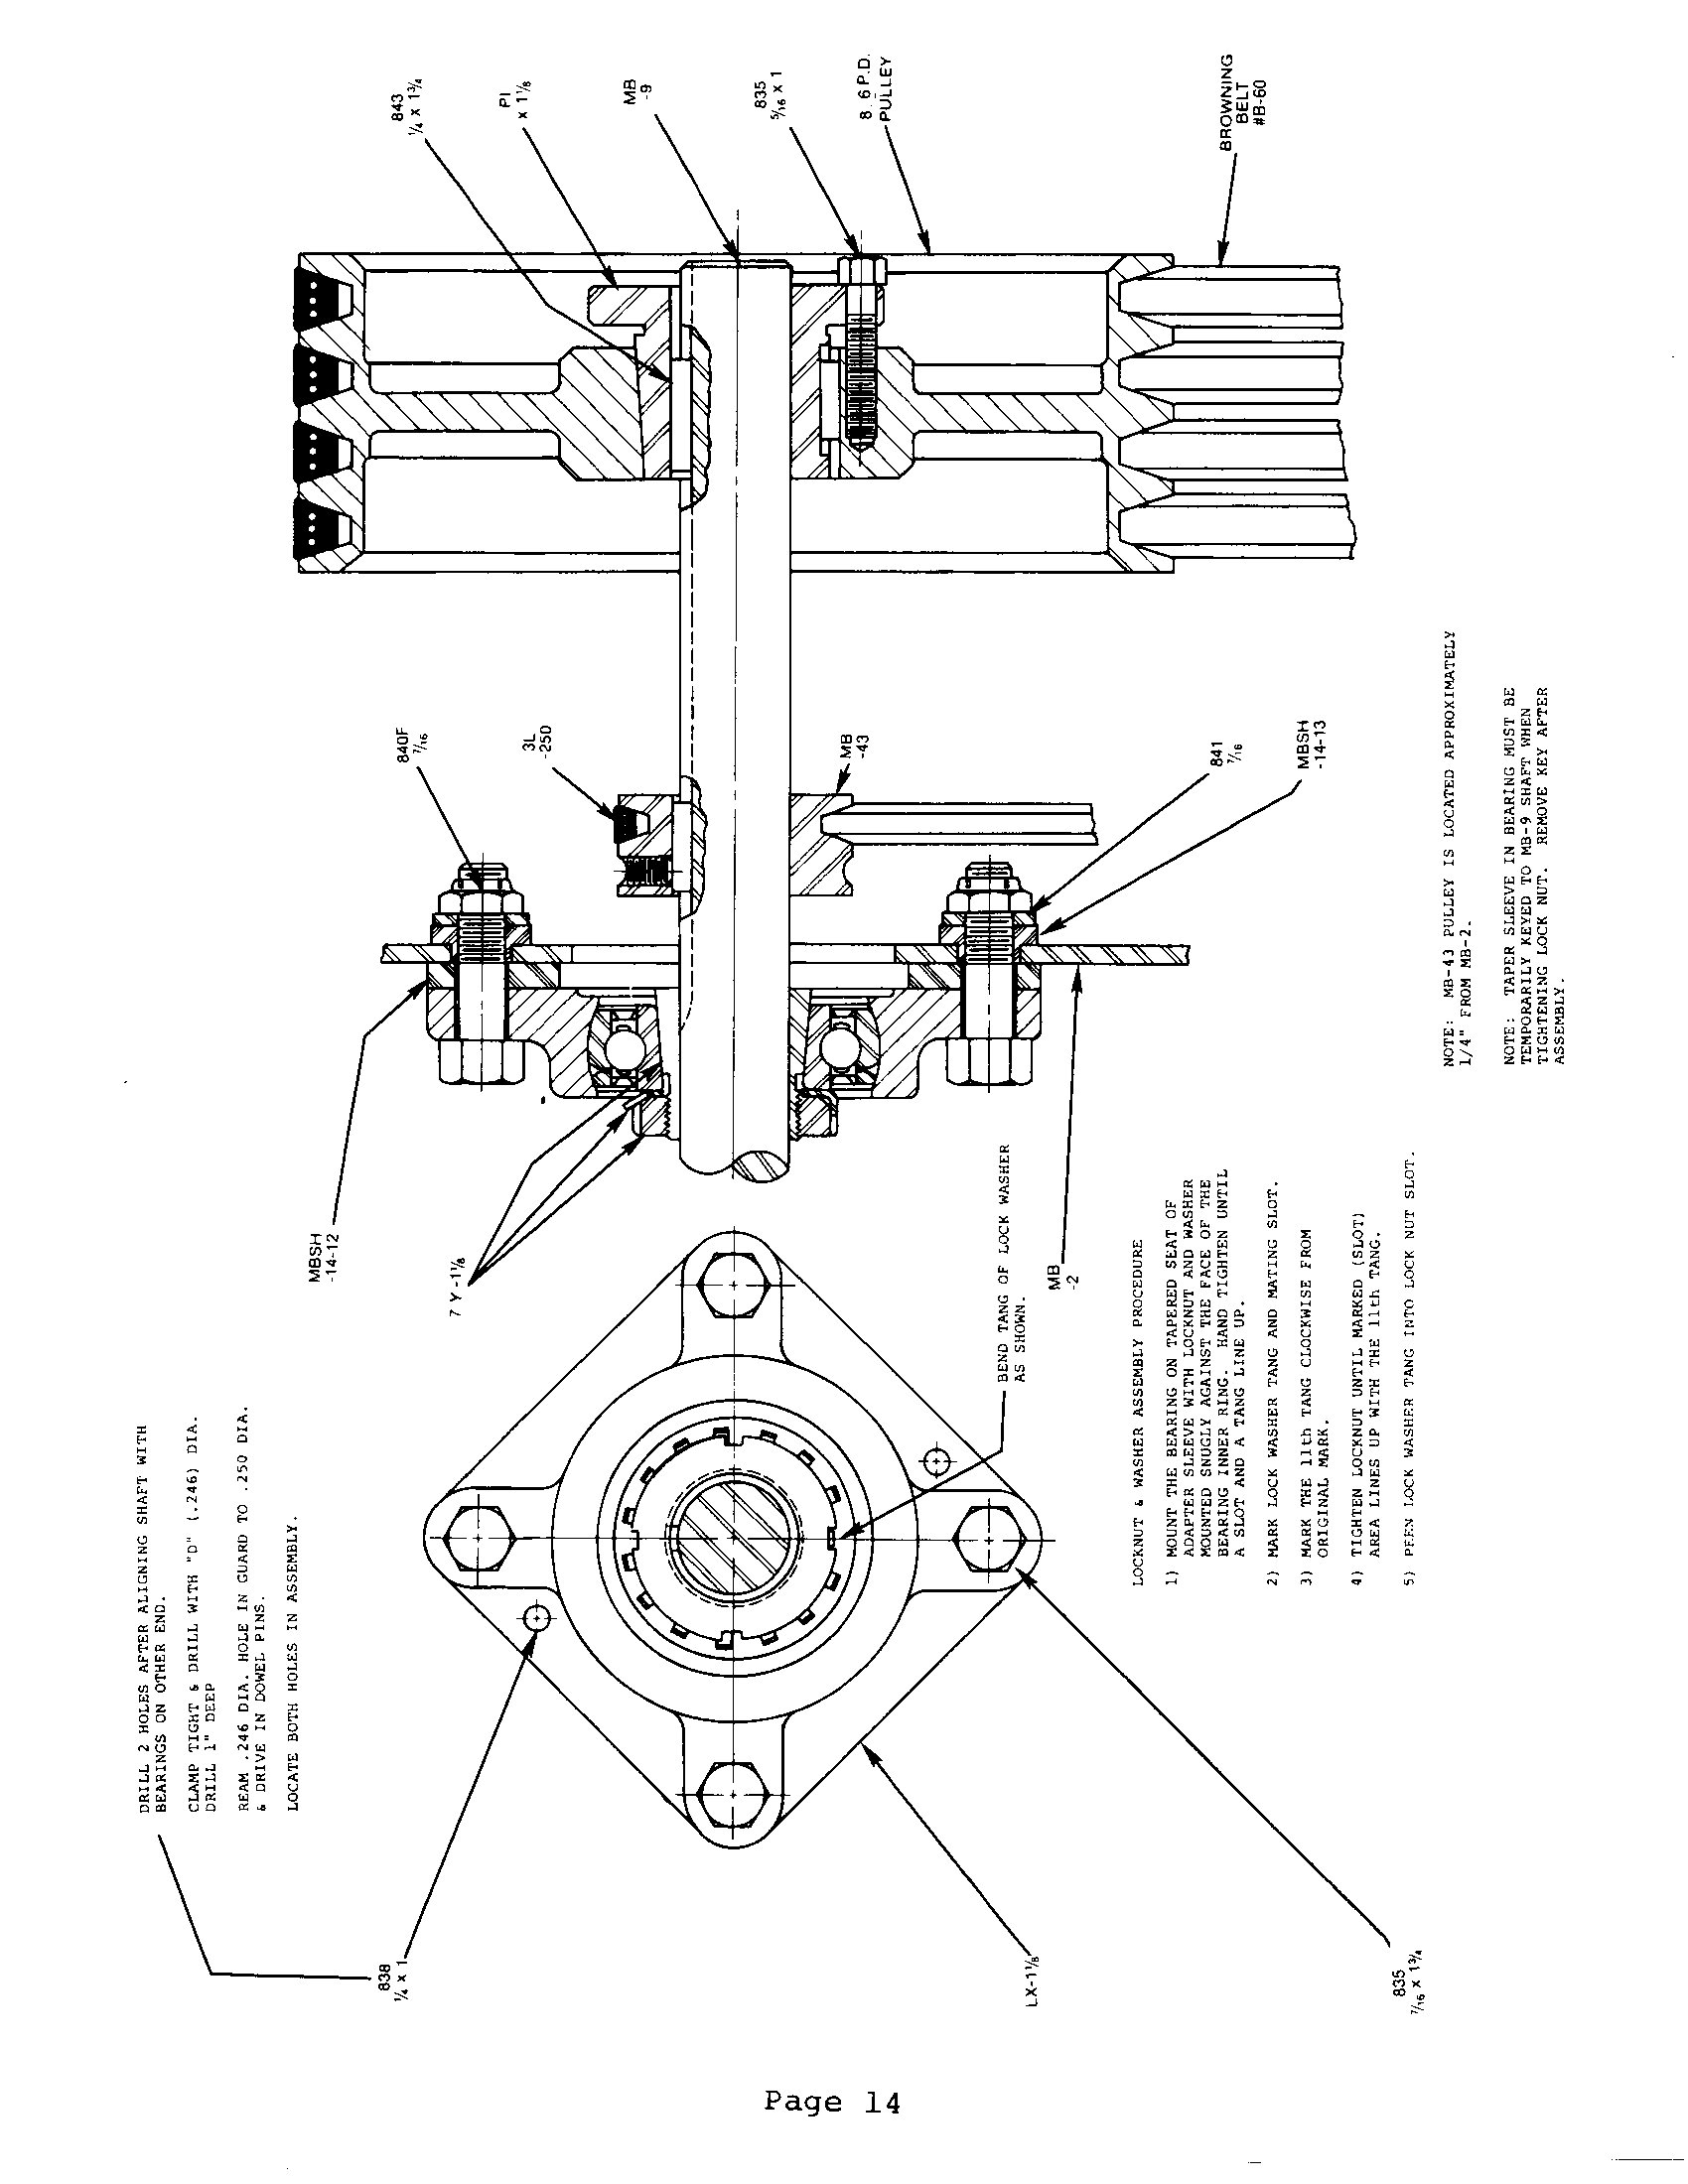 DRILL 2 HOLES AFTER ALIGNING SHAFT WITH
BEARINGS ON OTHER END.
CLAMP TIGHT & DRILL WITH "D" (.246) DIA.
DRILL 1" DEEP
REAM .246 DIA. HOLE IN GUARD TO .250 DIA.
& DRIVE IN DOWEL PINS.
LOCATE BOTH HOLES IN ASSEMBLY.
838
1/4 x 1
LX-1 1/8
835
7/16 x 1 3/4
MBSH
-14-12
7 Y -1 1/8
BEND TANG OF LOCK WASHER
AS SHOWN.
MB
-2
LOCKNUT & WASHER ASSEMBLY PROCEDURE
1) MOUNT THE BEARING ON TAPERED SEAT OF
ADAPTER SLEEVE WITH LOCKNUT AND WASHER
MOUNTED SNUGLY AGAINST THE FACE OF THE
BEARING INNER RING. HAND TIGHTEN UNTIL
A SLOT AND A TANG LINE UP.
2) MARK LOCK WASHER TANG AND MATING SLOT.
3) MARK THE 11th TANG CLOCKWISE FROM
ORIGINAL MARK.
4) TIGHTEN LOCKNUT UNTIL MARKED (SLOT)
AREA LINES UP WITH THE 11th TANG.
5) PEEN LOCK WASHER TANG INTO LOCK NUT SLOT.
840F
7/16
3L
-250
MB
-43
841
7/16
MBSH
-14-13
843
1/4 x 1 3/4
PI
x 1 1/8
MB
-9
835
5/16 x 1
8.6 P.D.
PULLEY
BROWNING
BELT
#B-60
NOTE: MB-43 PULLEY IS LOCATED APPROXIMATELY
1/4" FROM MB-2.
NOTE: TAPER SLEEVE IN BEARING MUST BE
TEMPORARILY KEYED TO MB-9 SHAFT WHEN
TIGHTENING LOCK NUT. REMOVE KEY AFTER
ASSEMBLY.
Page 14